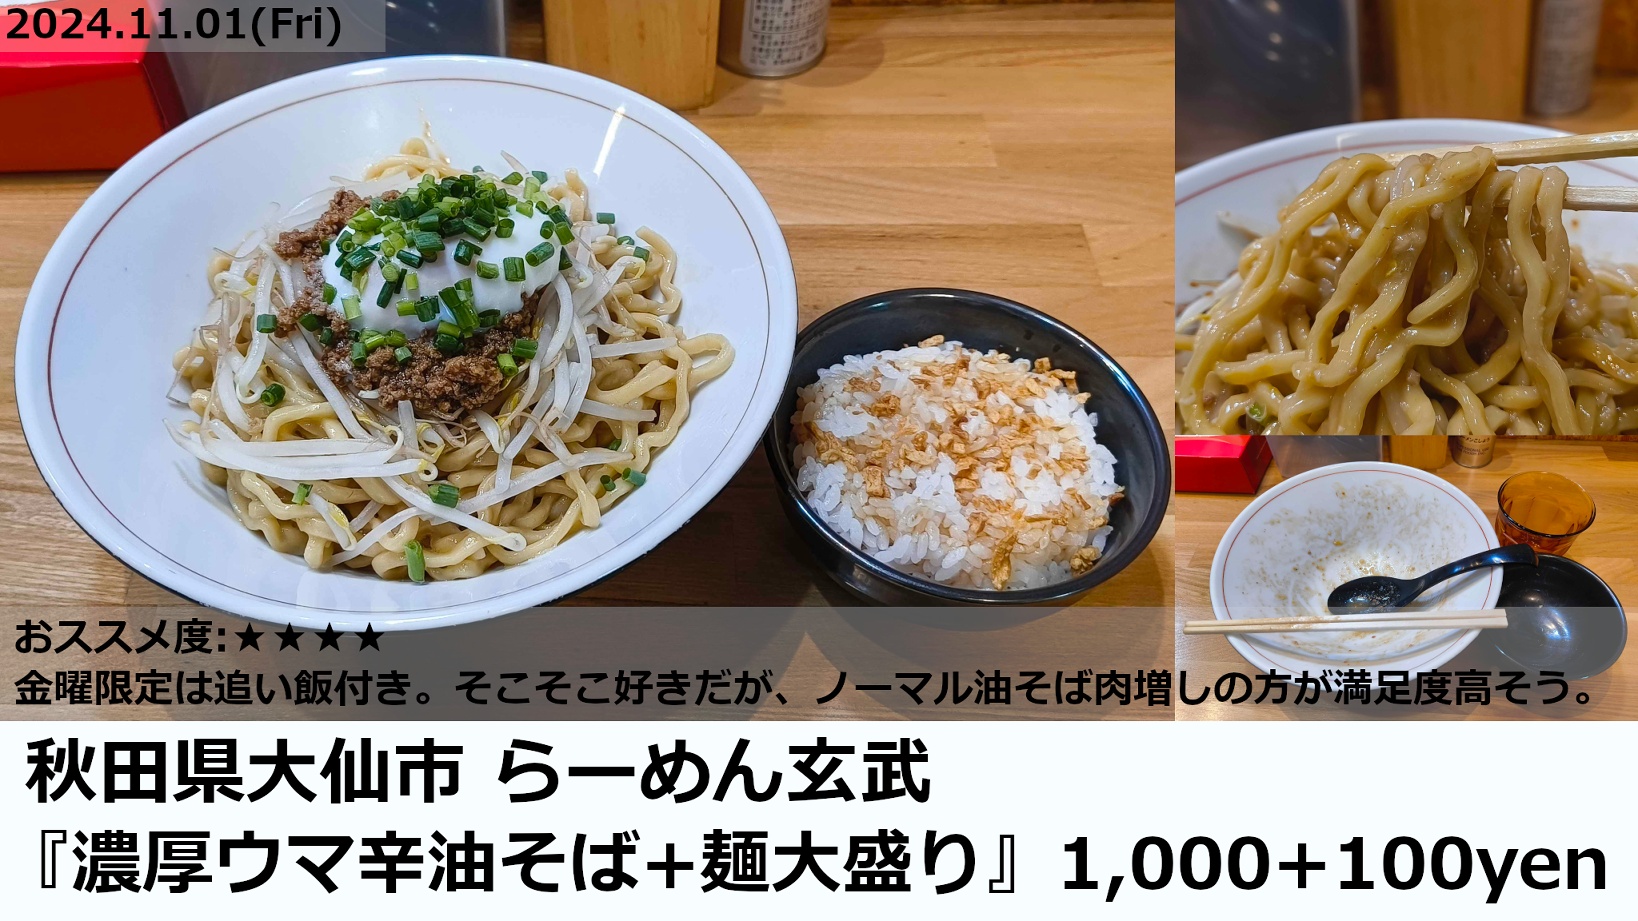 2024.11.01(Fri)
おススメ度:★★★★
金曜限定は追い飯付き。そこそこ好きだが、ノーマル油そば肉増しの方が満足度高そう。
秋田県大仙市 らーめん玄武
『濃厚ウマ辛油そば+麺大盛り』1,000+100yen